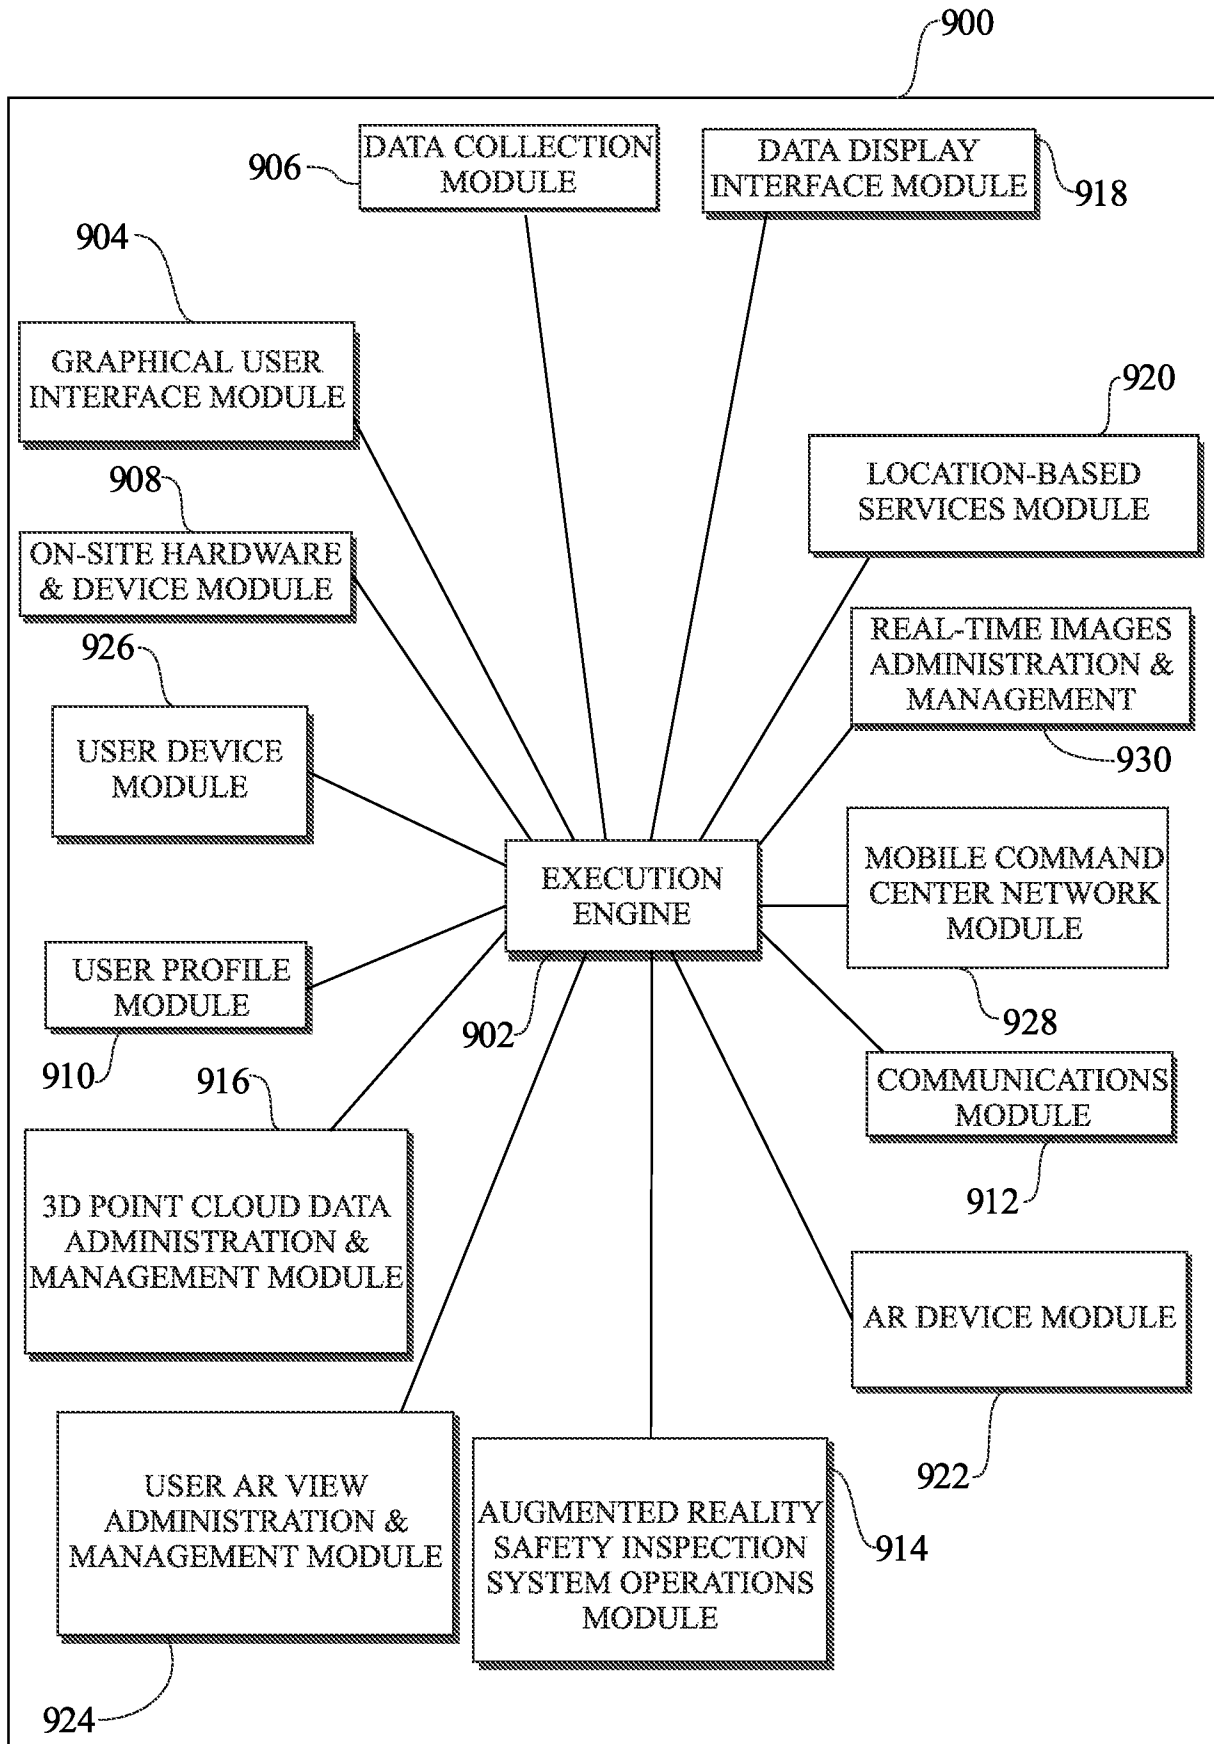 900
DATA COLLECTION
MODULE
906
DATA DISPLAY
INTERFACE MODULE
918
904
GRAPHICAL USER
INTERFACE MODULE
920
LOCATION-BASED
SERVICES MODULE
908
ON-SITE HARDWARE
& DEVICE MODULE
REAL-TIME IMAGES
ADMINISTRATION &
MANAGEMENT
930
926
USER DEVICE
MODULE
EXECUTION
ENGINE
902
MOBILE COMMAND
CENTER NETWORK
MODULE
928
USER PROFILE
MODULE
910
COMMUNICATIONS
MODULE
912
916
3D POINT CLOUD DATA
ADMINISTRATION &
MANAGEMENT MODULE
AR DEVICE MODULE
922
USER AR VIEW
ADMINISTRATION &
MANAGEMENT MODULE
924
AUGMENTED REALITY
SAFETY INSPECTION
SYSTEM OPERATIONS
MODULE
914